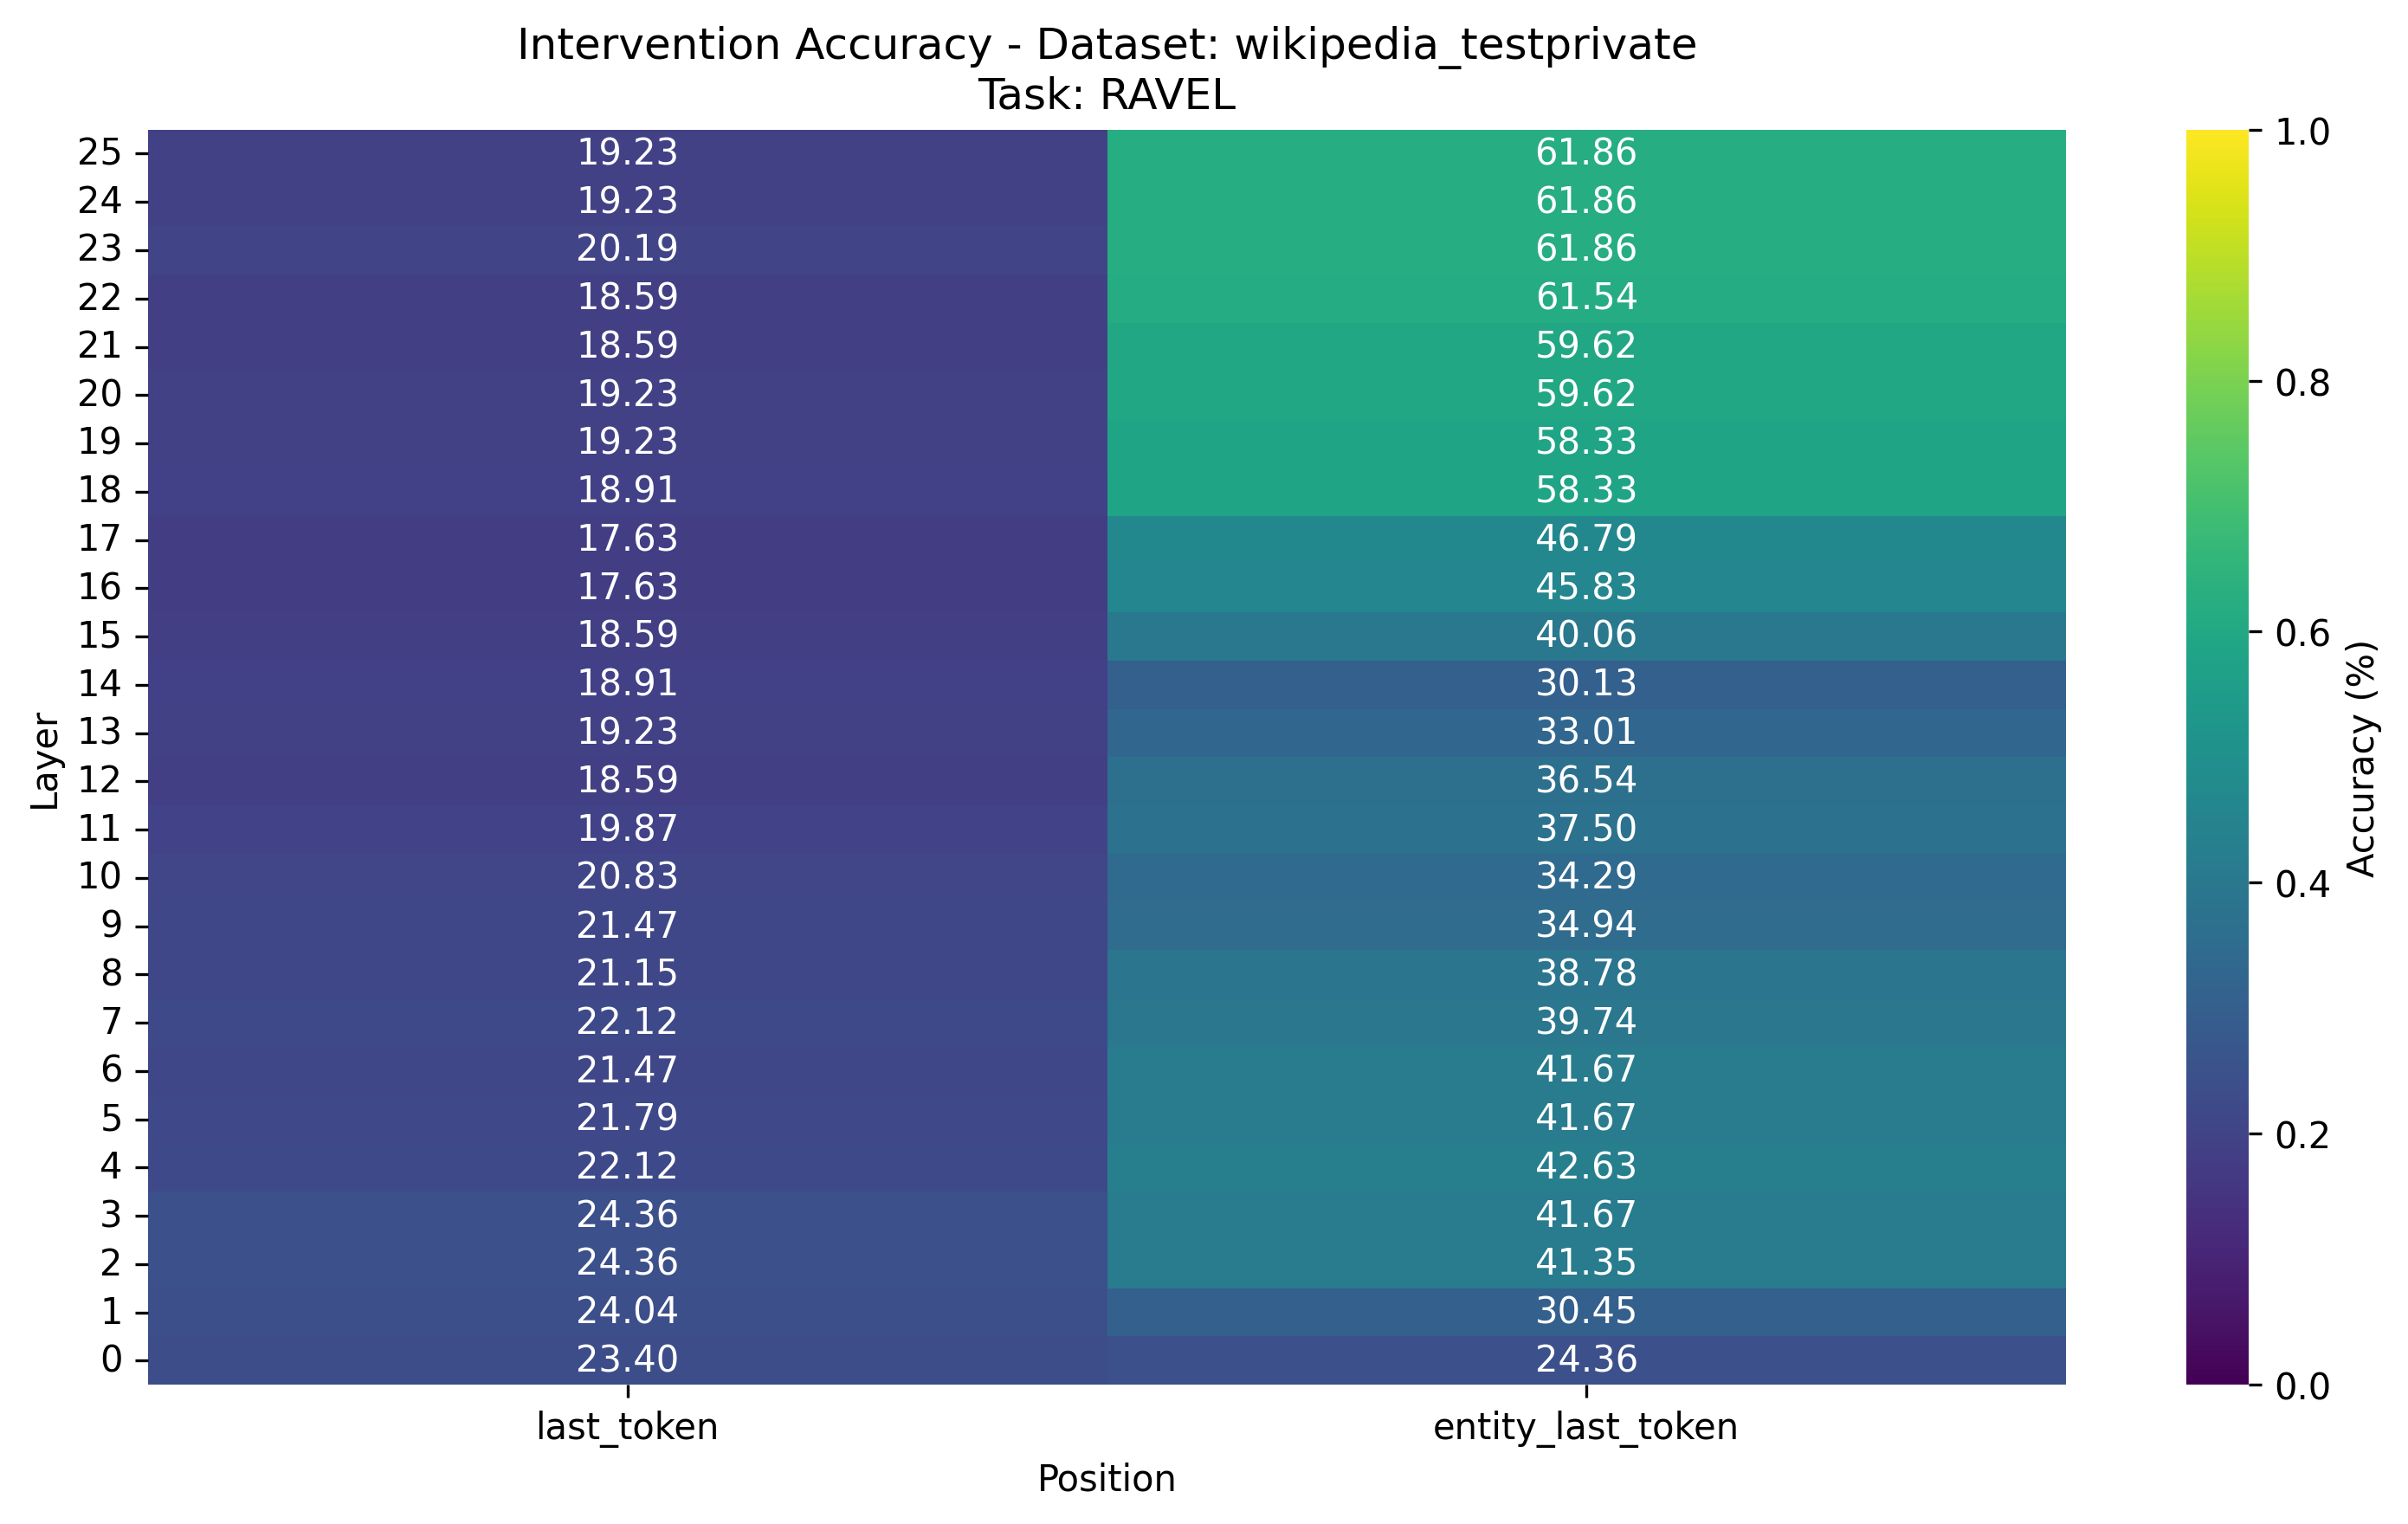 Intervention Accuracy - Dataset: wikipedia_testprivate
Task: RAVEL
25 19.23 61.86
24 19.23 61.86
23 20.19 61.86
22 18.59 61.54
21 18.59 59.62
20 19.23 59.62
19 19.23 58.33
18 18.91 58.33
17 17.63 46.79
16 17.63 45.83
15 18.59 40.06
14 18.91 30.13
13 19.23 33.01
12 18.59 36.54
11 19.87 37.50
10 20.83 34.29
9 21.47 34.94
8 21.15 38.78
7 22.12 39.74
6 21.47 41.67
5 21.79 41.67
4 22.12 42.63
3 24.36 41.67
2 24.36 41.35
1 24.04 30.45
0 23.40 24.36
last_token entity_last_token
Position
Layer
1.0
0.8
0.6
0.4
0.2
0.0
Accuracy (%)